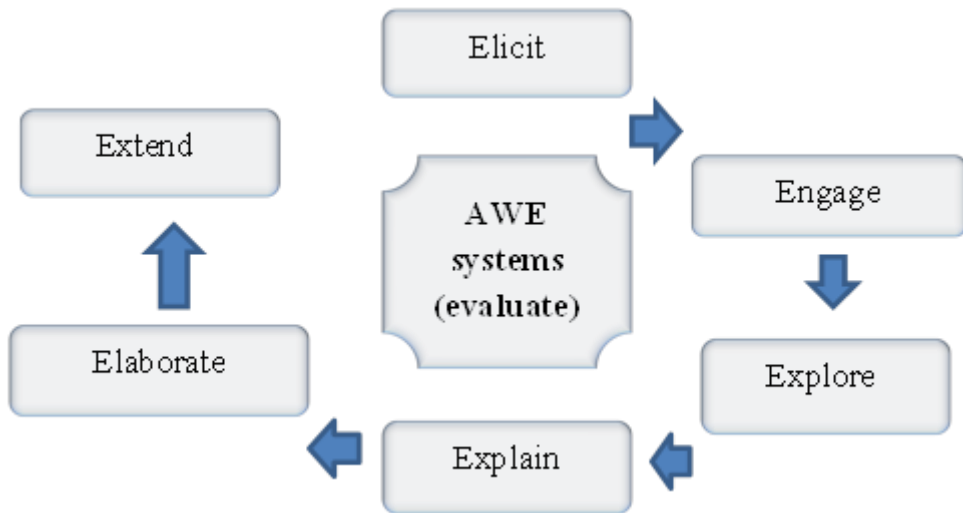 Elicit
Extend
Engage
AWE
systems
(evaluate)
Elaborate
Explore
Explain